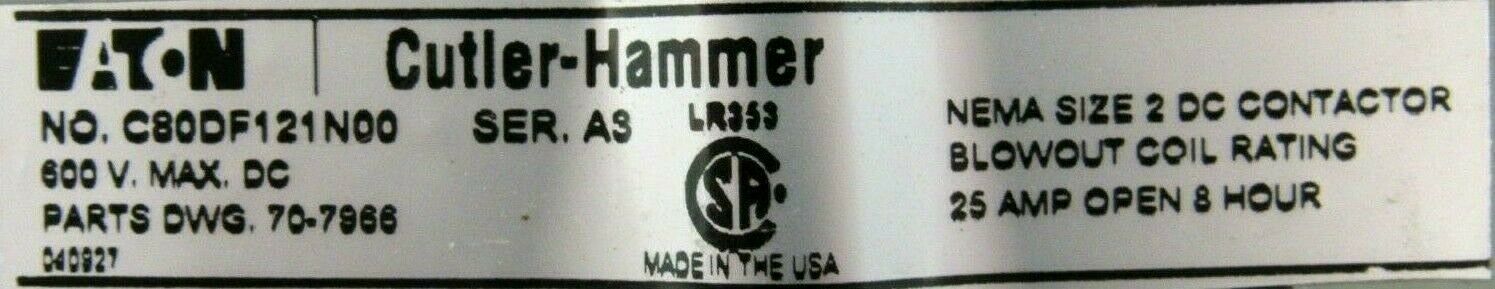 EATON | Cutler-Hammer
NO. C80DF121N00 SER. A3 LR353
600 V. MAX. DC
PARTS DWG. 70-7966
040927
SA
MADE IN THE USA
NEMA SIZE 2 DC CONTACTOR
BLOWOUT COIL RATING
25 AMP OPEN 8 HOUR